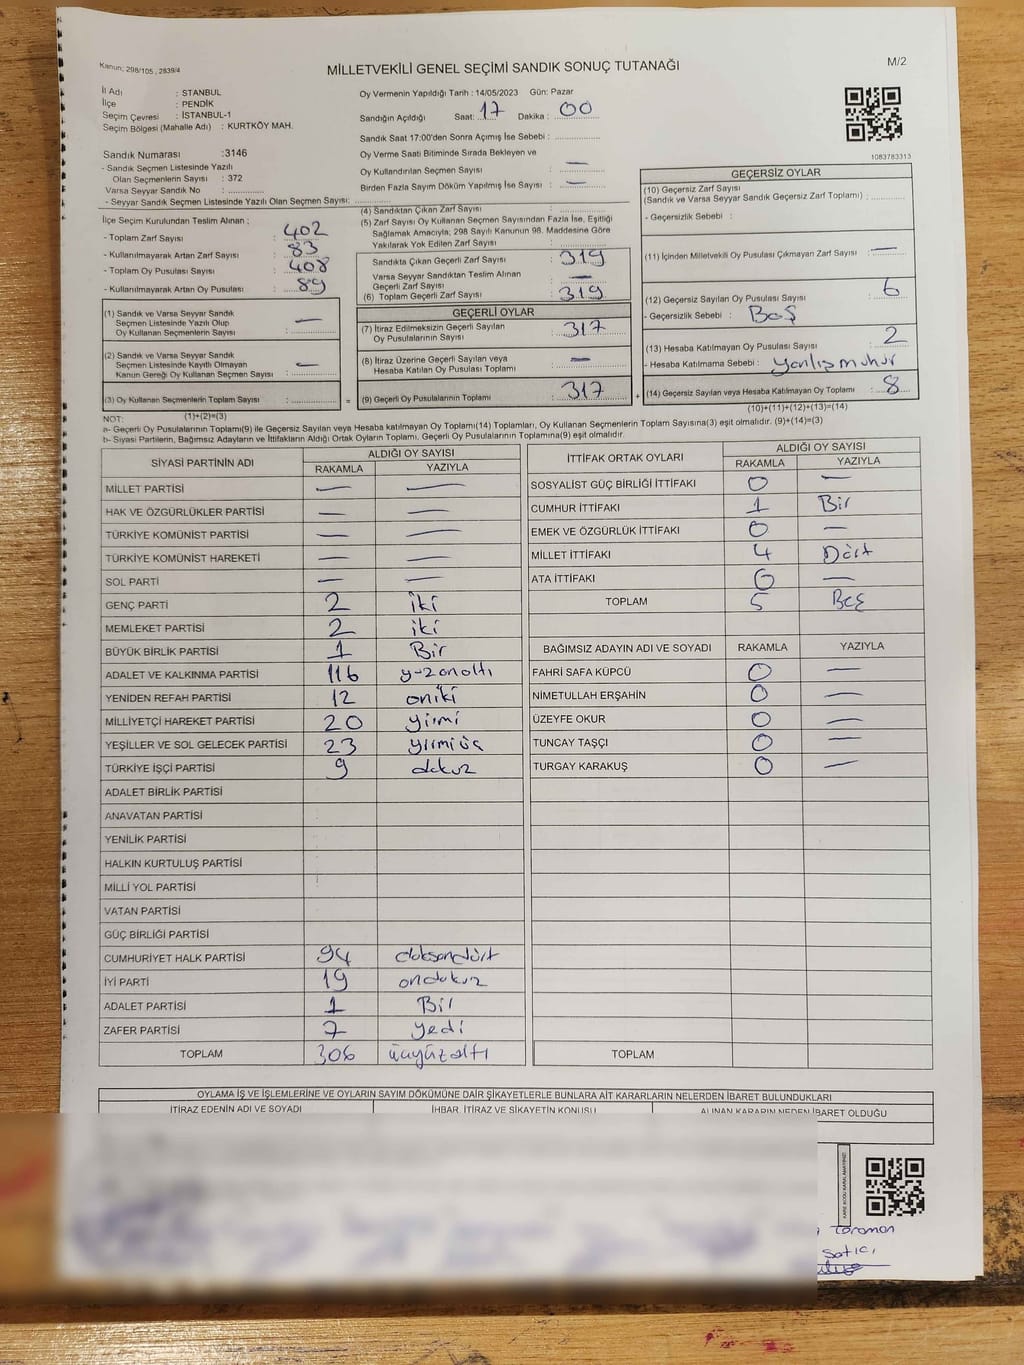 Kanun; 298/105 , 2839/4
MİLLETVEKİLİ GENEL SEÇİMİ SANDIK SONUÇ TUTANAĞI
M/2
İl Adı : STANBUL
İlçe : PENDİK
Seçim Çevresi : İSTANBUL-1
Seçim Bölgesi (Mahalle Adı) : KURTKÖY MAH.
Sandık Numarası :3146
- Sandık Seçmen Listesinde Yazılı
Olan Seçmenlerin Sayısı : 372
Varsa Seyyar Sandık No : ..............
- Seyyar Sandık Seçmen Listesinde Yazılı Olan Seçmen Sayısı: ..............
Oy Vermenin Yapıldığı Tarih : 14/05/2023 Gün: Pazar
Sandığın Açıldığı Saat: 17 Dakika : 00
Sandık Saat 17:00'den Sonra Açımış İse Sebebi : ..............
Oy Verme Saati Bitiminde Sırada Bekleyen ve
Oy Kullandırılan Seçmen Sayısı : —
Birden Fazla Sayım Döküm Yapılmış İse Sayısı : —
1083783313
İlçe Seçim Kurulundan Teslim Alınan ;
- Toplam Zarf Sayısı : 402
- Kullanılmayarak Artan Zarf Sayısı : 83
- Toplam Oy Pusulası Sayısı : 408
- Kullanılmayarak Artan Oy Pusulası : 89
(4) Sandıktan Çıkan Zarf Sayısı : ..............
(5) Zarf Sayısı Oy Kullanan Seçmen Sayısından Fazla İse, Eşitliği
Sağlamak Amacıyla; 298 Sayılı Kanunun 98. Maddesine Göre
Yakılarak Yok Edilen Zarf Sayısı : ..............
Sandıkta Çıkan Geçerli Zarf Sayısı : 319
Varsa Seyyar Sandıktan Teslim Alınan
Geçerli Zarf Sayısı : —
(6) Toplam Geçerli Zarf Sayısı : 319
GEÇERSİZ OYLAR
(10) Geçersiz Zarf Sayısı
(Sandık ve Varsa Seyyar Sandık Geçersiz Zarf Toplamı) : ..............
- Geçersizlik Sebebi :
(11) İçinden Milletvekili Oy Pusulası Çıkmayan Zarf Sayısı : —
(12) Geçersiz Sayılan Oy Pusulası Sayısı : 6
- Geçersizlik Sebebi : Boş
(13) Hesaba Katılmayan Oy Pusulası Sayısı : 2
- Hesaba Katılmama Sebebi : yanlış muhur
(14) Geçersiz Sayılan veya Hesaba Katılmayan Oy Toplamı : 8
(10)+(11)+(12)+(13)=(14)
(1) Sandık ve Varsa Seyyar Sandık
Seçmen Listesinde Yazılı Olup
Oy Kullanan Seçmenlerin Sayısı : —
(2) Sandık ve Varsa Seyyar Sandık
Seçmen Listesinde Kayıtlı Olmayan
Kanun Gereği Oy Kullanan Seçmen Sayısı : —
(3) Oy Kullanan Seçmenlerin Toplam Sayısı : ..............
(1)+(2)=(3)
GEÇERLİ OYLAR
(7) İtiraz Edilmeksizin Geçerli Sayılan
Oy Pusulalarının Sayısı : 317
(8) İtiraz Üzerine Geçerli Sayılan veya
Hesaba Katılan Oy Pusulası Toplamı : —
= (9) Geçerli Oy Pusulalarının Toplamı : 317 +
NOT:
a- Geçerli Oy Pusulalarının Toplamı(9) ile Geçersiz Sayılan veya Hesaba katılmayan Oy Toplamı(14) Toplamları, Oy Kullanan Seçmenlerin Toplam Sayısına(3) eşit olmalıdır. (9)+(14)=(3)
b- Siyasi Partilerin, Bağımsız Adayların ve İttifakların Aldığı Ortak Oyların Toplamı, Geçerli Oy Pusulalarının Toplamına(9) eşit olmalıdır.
SİYASİ PARTİNİN ADI ALDIĞI OY SAYISI
RAKAMLA YAZIYLA
MİLLET PARTİSİ — —
HAK VE ÖZGÜRLÜKLER PARTİSİ — —
TÜRKİYE KOMÜNİST PARTİSİ — —
TÜRKİYE KOMÜNİST HAREKETİ — —
SOL PARTİ — —
GENÇ PARTİ 2 iki
MEMLEKET PARTİSİ 2 iki
BÜYÜK BİRLİK PARTİSİ 1 Bir
ADALET VE KALKINMA PARTİSİ 116 y-zonaltı
YENİDEN REFAH PARTİSİ 12 oniki
MİLLİYETÇİ HAREKET PARTİSİ 20 yirmi
YEŞİLLER VE SOL GELECEK PARTİSİ 23 yirmiüç
TÜRKİYE İŞÇİ PARTİSİ 9 dokuz
ADALET BİRLİK PARTİSİ
ANAVATAN PARTİSİ
YENİLİK PARTİSİ
HALKIN KURTULUŞ PARTİSİ
MİLLİ YOL PARTİSİ
VATAN PARTİSİ
GÜÇ BİRLİĞİ PARTİSİ
CUMHURİYET HALK PARTİSİ 94 doksandört
İYİ PARTİ 19 ondokuz
ADALET PARTİSİ 1 Bir
ZAFER PARTİSİ 7 yedi
TOPLAM 306 üçyüzaltı
İTTİFAK ORTAK OYLARI ALDIĞI OY SAYISI
RAKAMLA YAZIYLA
SOSYALİST GÜÇ BİRLİĞİ İTTİFAKI 0 —
CUMHUR İTTİFAKI 1 Bir
EMEK VE ÖZGÜRLÜK İTTİFAKI 0 —
MİLLET İTTİFAKI 4 Dört
ATA İTTİFAKI 0 —
TOPLAM 5 Beş
BAĞIMSIZ ADAYIN ADI VE SOYADI RAKAMLA YAZIYLA
FAHRİ SAFA KÜPCÜ 0 —
NİMETULLAH ERŞAHİN 0 —
ÜZEYFE OKUR 0 —
TUNCAY TAŞÇI 0 —
TURGAY KARAKUŞ 0 —
TOPLAM
OYLAMA İŞ VE İŞLEMLERİNE VE OYLARIN SAYIM DÖKÜMÜNE DAİR ŞİKAYETLERLE BUNLARA AİT KARARLARIN NELERDEN İBARET BULUNDUKLARI
İTİRAZ EDENİN ADI VE SOYADI İHBAR, İTİRAZ VE ŞİKAYETİN KONUSU ALINAN KARARIN NEDEN İBARET OLDUĞU
Toraman
Satıcı